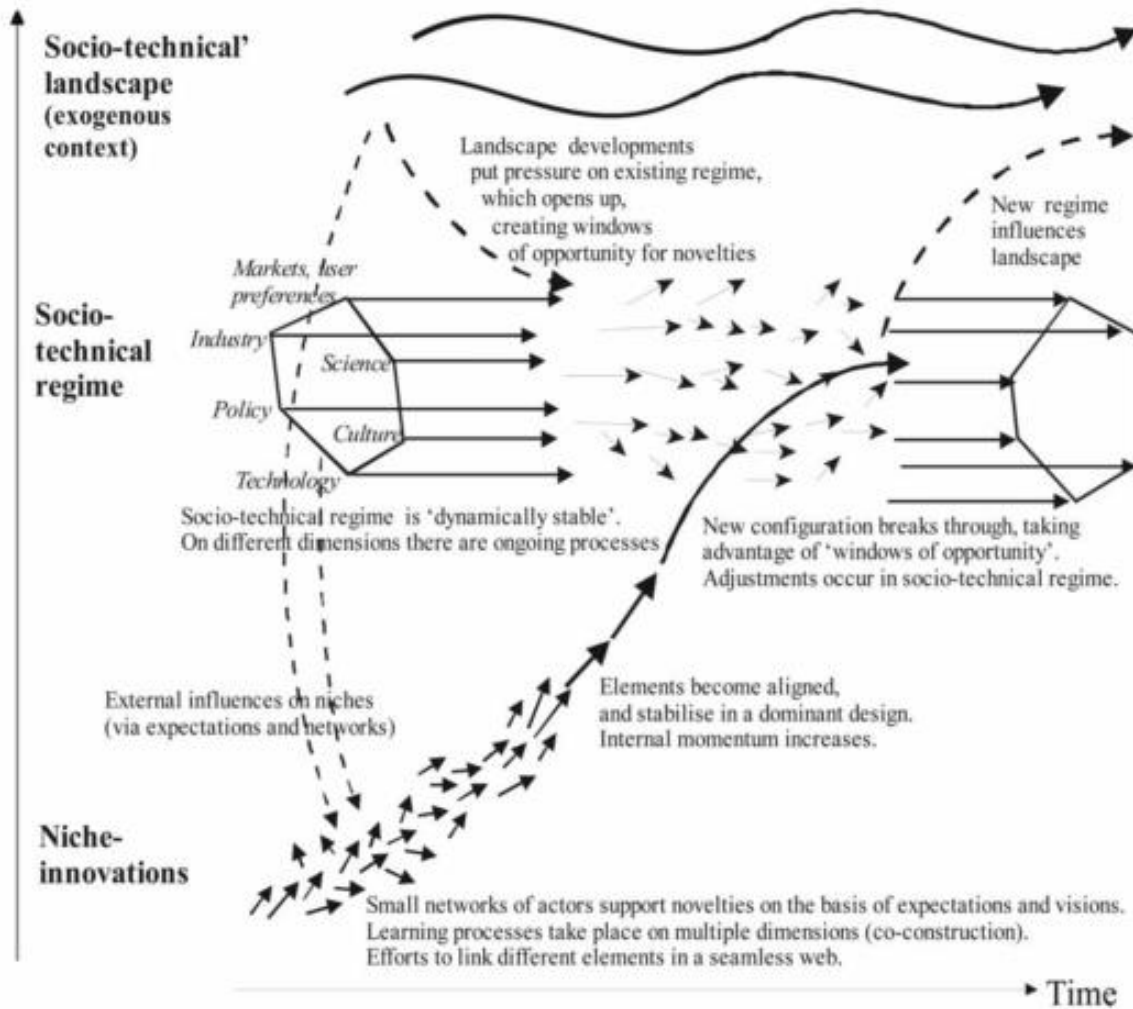 Socio-technical’
landscape
(exogenous
context)
Landscape developments
put pressure on existing regime,
which opens up,
creating windows
of opportunity for novelties
New regime
influences
landscape
Markets, user
preferences
Socio-
technical
regime
Industry
Science
Policy
Culture
Technology
Socio-technical regime is ‘dynamically stable’.
On different dimensions there are ongoing processes
New configuration breaks through, taking
advantage of ‘windows of opportunity’.
Adjustments occur in socio-technical regime.
External influences on niches
(via expectations and networks)
Elements become aligned,
and stabilise in a dominant design.
Internal momentum increases.
Niche-
innovations
Small networks of actors support novelties on the basis of expectations and visions.
Learning processes take place on multiple dimensions (co-construction).
Efforts to link different elements in a seamless web.
Time